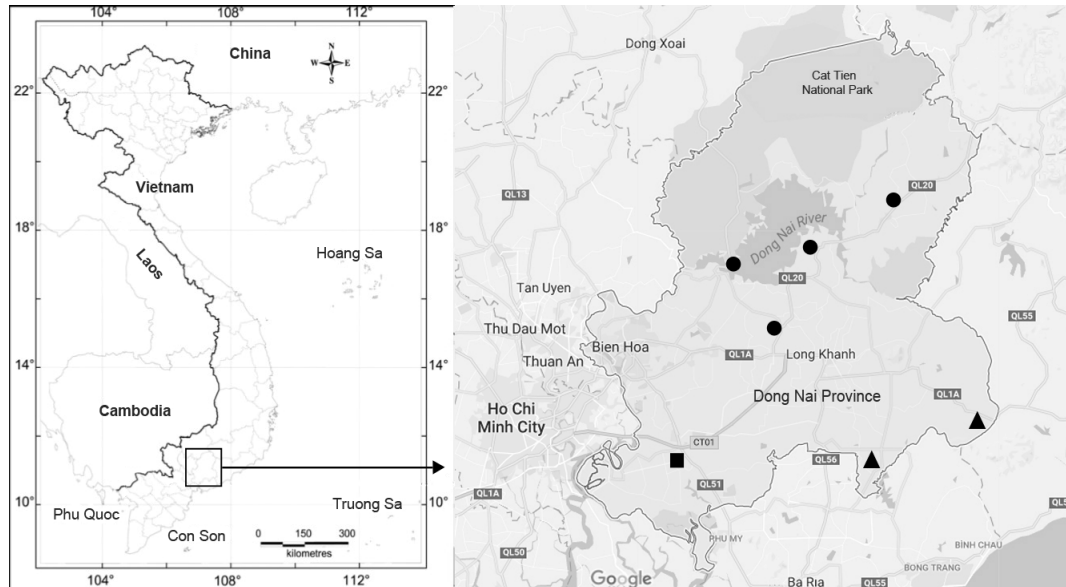 104°
108°
112°
China
N
W E
S
22°
22°
Vietnam
18°
18°
Laos
Hoang Sa
14°
14°
Cambodia
10°
10°
Phu Quoc
Truong Sa
Con Son
0 150 300
kilometres
104°
108°
112°
Dong Xoai
Cat Tien
National Park
QL13
QL20
Dong Nai River
QL20
Tan Uyen
QL55
Thu Dau Mot
Bien Hoa
QL1A
Long Khanh
Thuan An
QL1A
Dong Nai Province
Ho Chi
Minh City
CT01
QL56
QL51
QL1A
PHU MY
QL50
BÌNH CHAU
BONG TRANG
Google
Ba Ria
QL55